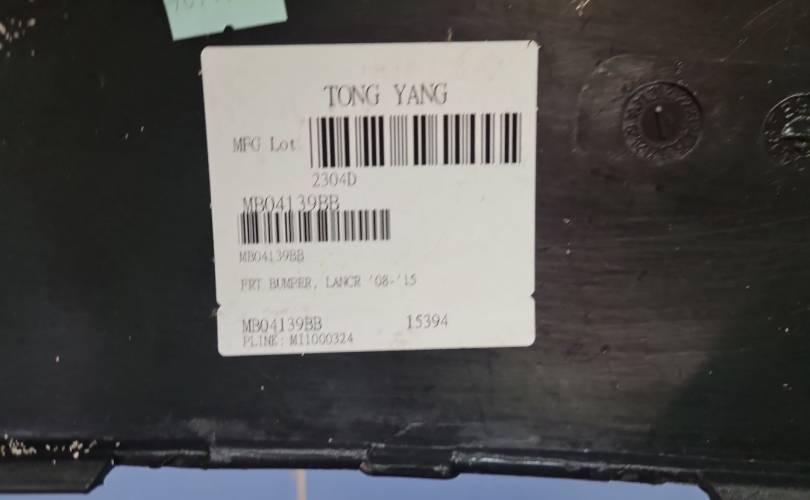 TONG YANG
MFG Lot
2304D
MB04139BB
MB04139BB
FRT BUMPER, LANCR '08-'15
MB04139BB 15394
PLINE: MI1000324